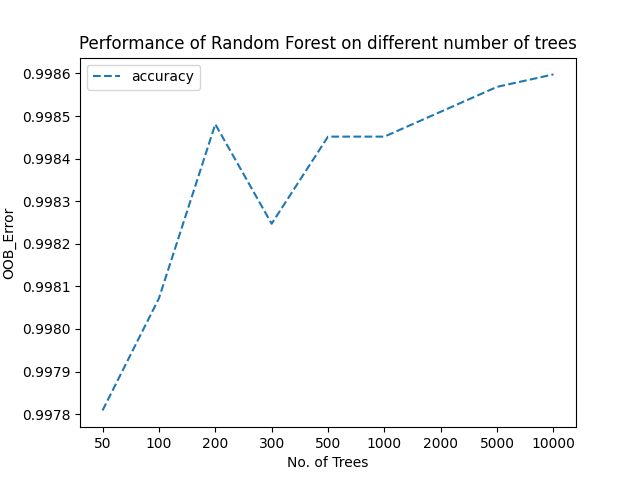 Performance of Random Forest on different number of trees
accuracy
0.9986
0.9985
0.9984
0.9983
0.9982
0.9981
0.9980
0.9979
0.9978
OOB_Error
50 100 200 300 500 1000 2000 5000 10000
No. of Trees